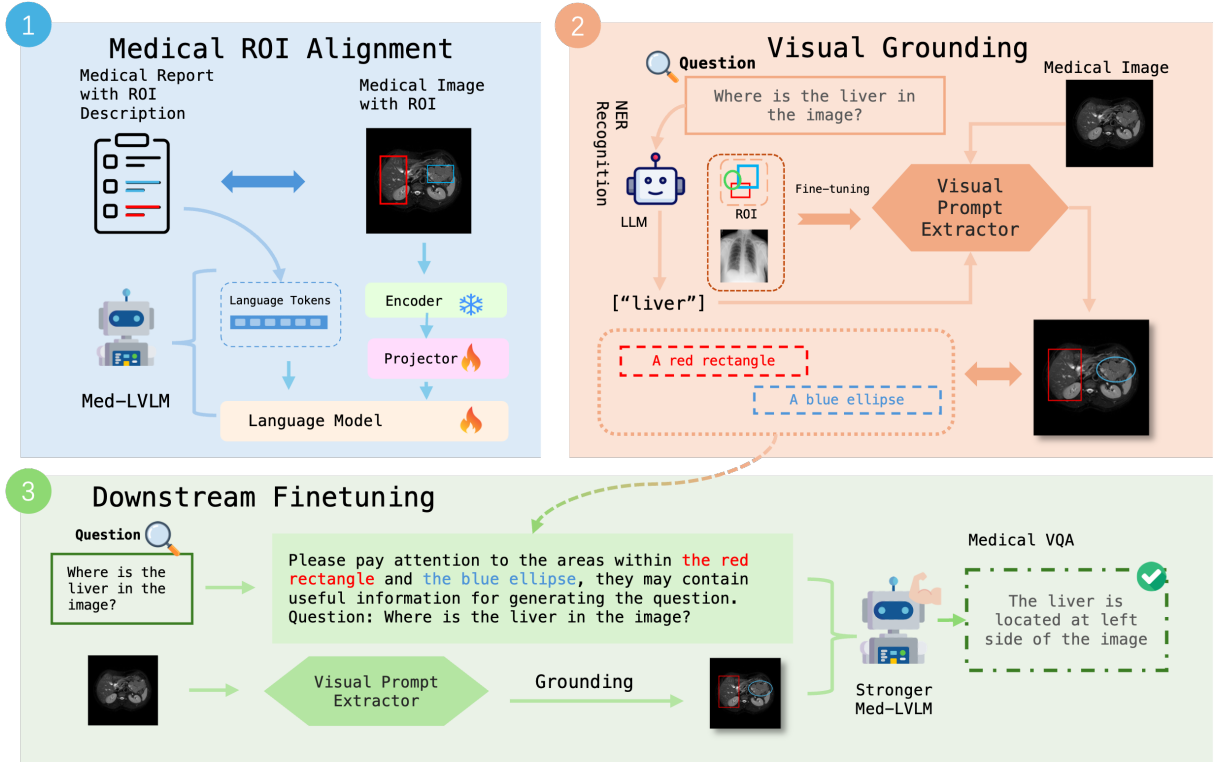 1
Medical ROI Alignment
Medical Report
with ROI
Description
Medical Image
with ROI
Language Tokens
Encoder
Projector
Language Model
Med-LVLM
2
Visual Grounding
Question
Where is the liver in
the image?
NER
Recognition
LLM
["liver"]
ROI
Fine-tuning
Medical Image
Visual
Prompt
Extractor
A red rectangle
A blue ellipse
3
Downstream Finetuning
Question
Where is the
liver in the
image?
Please pay attention to the areas within the red
rectangle and the blue ellipse, they may contain
useful information for generating the question.
Question: Where is the liver in the image?
Visual Prompt
Extractor
Grounding
Stronger
Med-LVLM
Medical VQA
The liver is
located at left
side of the image